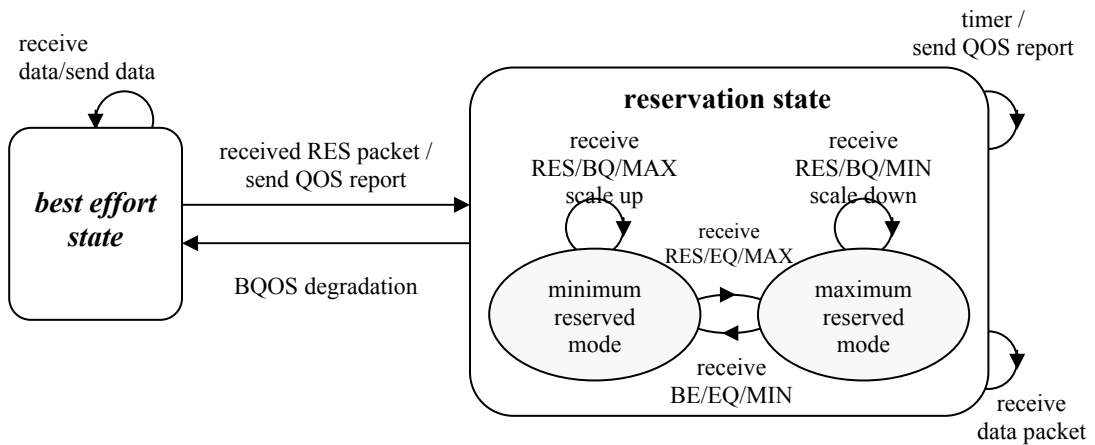 receive
data/send data
best effort
state
received RES packet /
send QOS report
BQOS degradation
timer /
send QOS report
reservation state
receive
RES/BQ/MAX
scale up
receive
RES/BQ/MIN
scale down
receive
RES/EQ/MAX
minimum
reserved
mode
maximum
reserved
mode
receive
BE/EQ/MIN
receive
data packet